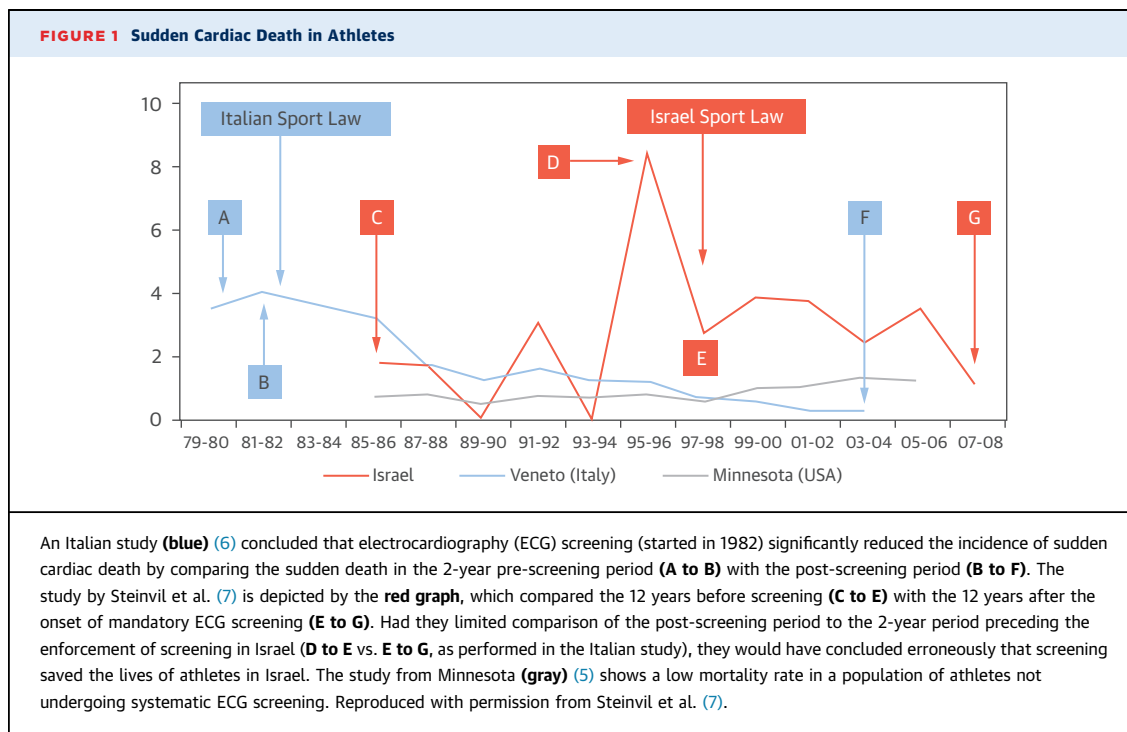 FIGURE 1 Sudden Cardiac Death in Athletes
10
8
6
4
2
0
Italian Sport Law
Israel Sport Law
A
B
C
D
E
F
G
79-80 81-82 83-84 85-86 87-88 89-90 91-92 93-94 95-96 97-98 99-00 01-02 03-04 05-06 07-08
Israel Veneto (Italy) Minnesota (USA)
An Italian study (blue) (6) concluded that electrocardiography (ECG) screening (started in 1982) significantly reduced the incidence of sudden
cardiac death by comparing the sudden death in the 2-year pre-screening period (A to B) with the post-screening period (B to F). The
study by Steinvil et al. (7) is depicted by the red graph, which compared the 12 years before screening (C to E) with the 12 years after the
onset of mandatory ECG screening (E to G). Had they limited comparison of the post-screening period to the 2-year period preceding the
enforcement of screening in Israel (D to E vs. E to G, as performed in the Italian study), they would have concluded erroneously that screening
saved the lives of athletes in Israel. The study from Minnesota (gray) (5) shows a low mortality rate in a population of athletes not
undergoing systematic ECG screening. Reproduced with permission from Steinvil et al. (7).